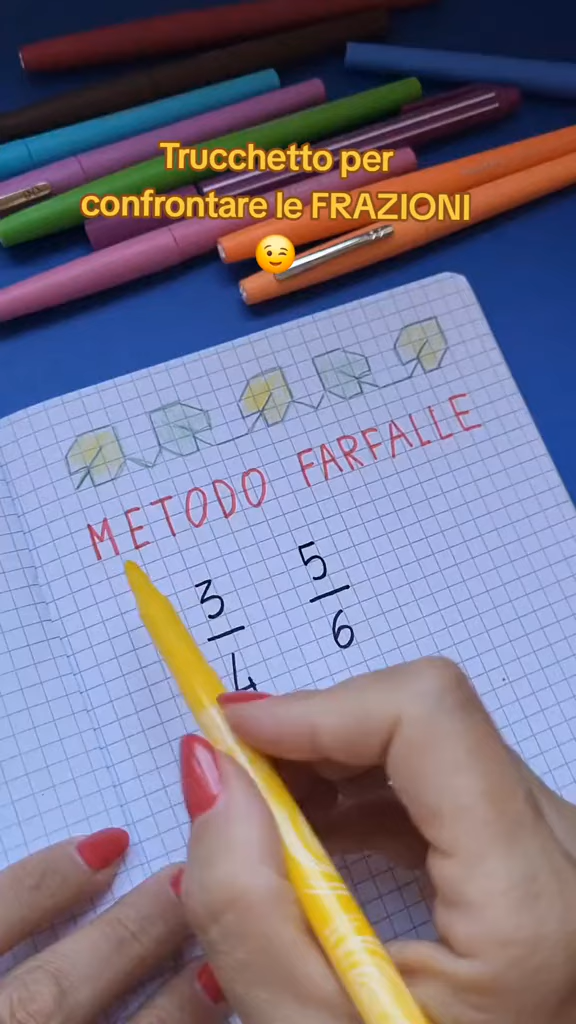 Trucchetto per
confrontare le FRAZIONI
😉
METODO FARFALLE
3 5
4 6